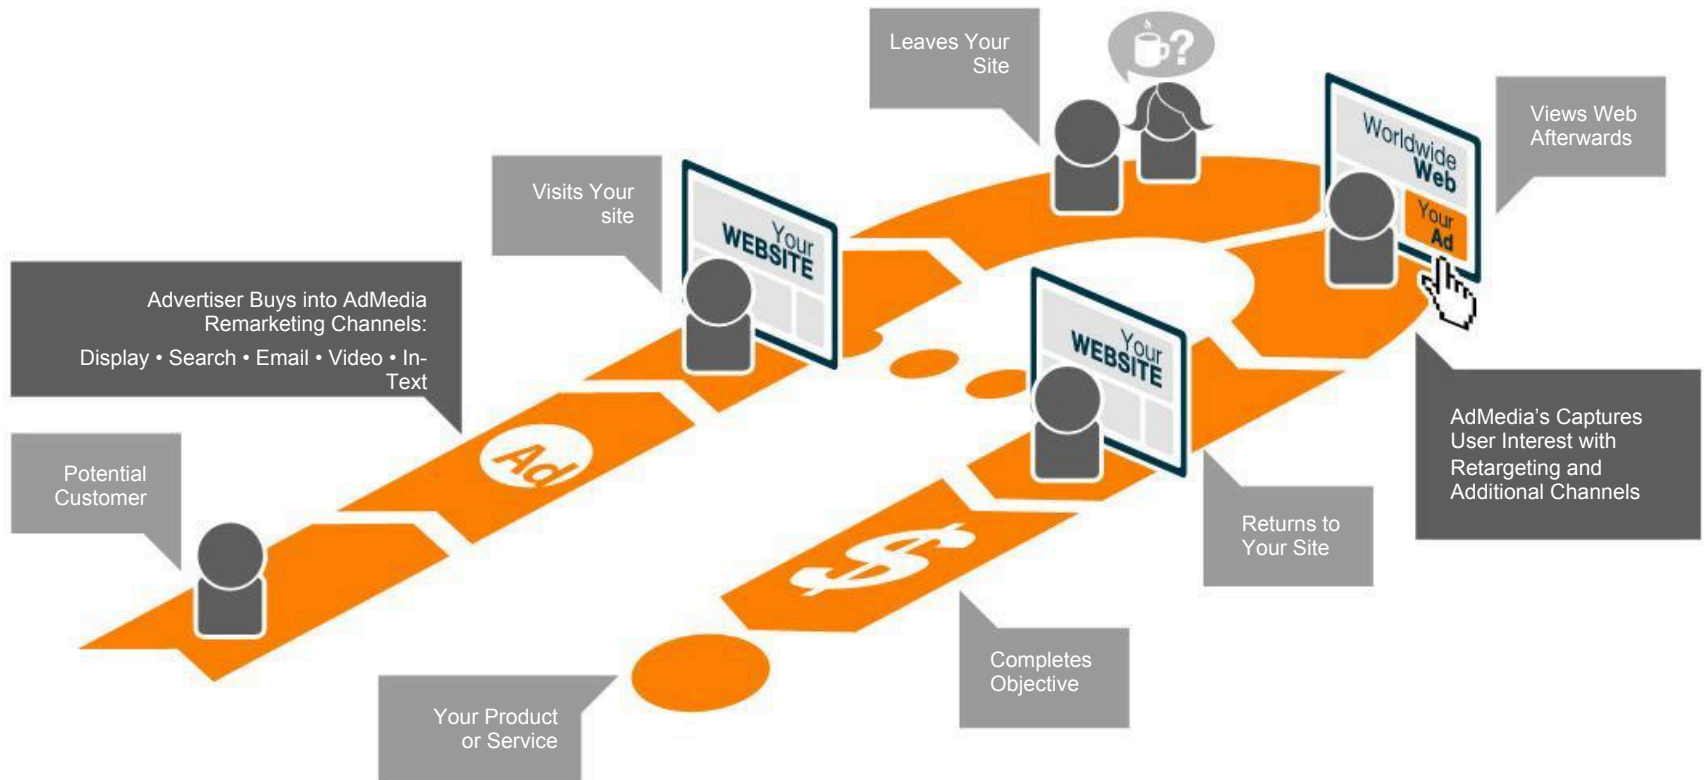 Potential
Customer
Advertiser Buys into AdMedia
Remarketing Channels:
Display • Search • Email • Video • In-
Text
Ad
Visits Your
site
Your
WEBSITE
Leaves Your
Site
?
Worldwide
Web
Your
Ad
Views Web
Afterwards
AdMedia’s Captures
User Interest with
Retargeting and
Additional Channels
Your
WEBSITE
Returns to
Your Site
$
Completes
Objective
Your Product
or Service